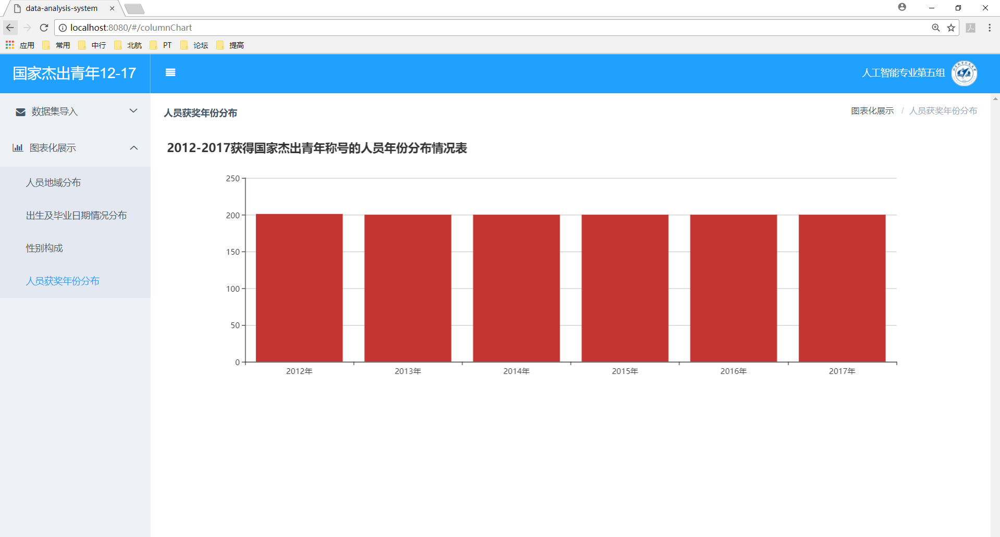 data-analysis-system
localhost:8080/#/columnChart
应用 常用 中行 北航 PT 论坛 提高
国家杰出青年12-17
人工智能专业第五组
数据集导入
图表化展示
人员地域分布
出生及毕业日期情况分布
性别构成
人员获奖年份分布
人员获奖年份分布
图表化展示 / 人员获奖年份分布
2012-2017获得国家杰出青年称号的人员年份分布情况表
250
200
150
100
50
0
2012年 2013年 2014年 2015年 2016年 2017年